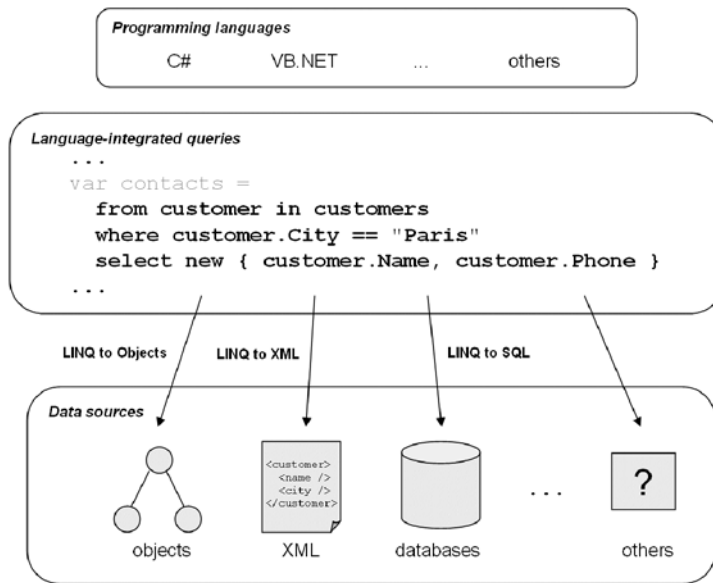 Programming languages
C# VB.NET ... others
Language-integrated queries
...
var contacts =
from customer in customers
where customer.City == "Paris"
select new { customer.Name, customer.Phone }
...
LINQ to Objects LINQ to XML LINQ to SQL
Data sources
<customer>
<name />
<city />
</customer>
... ?
objects XML databases others